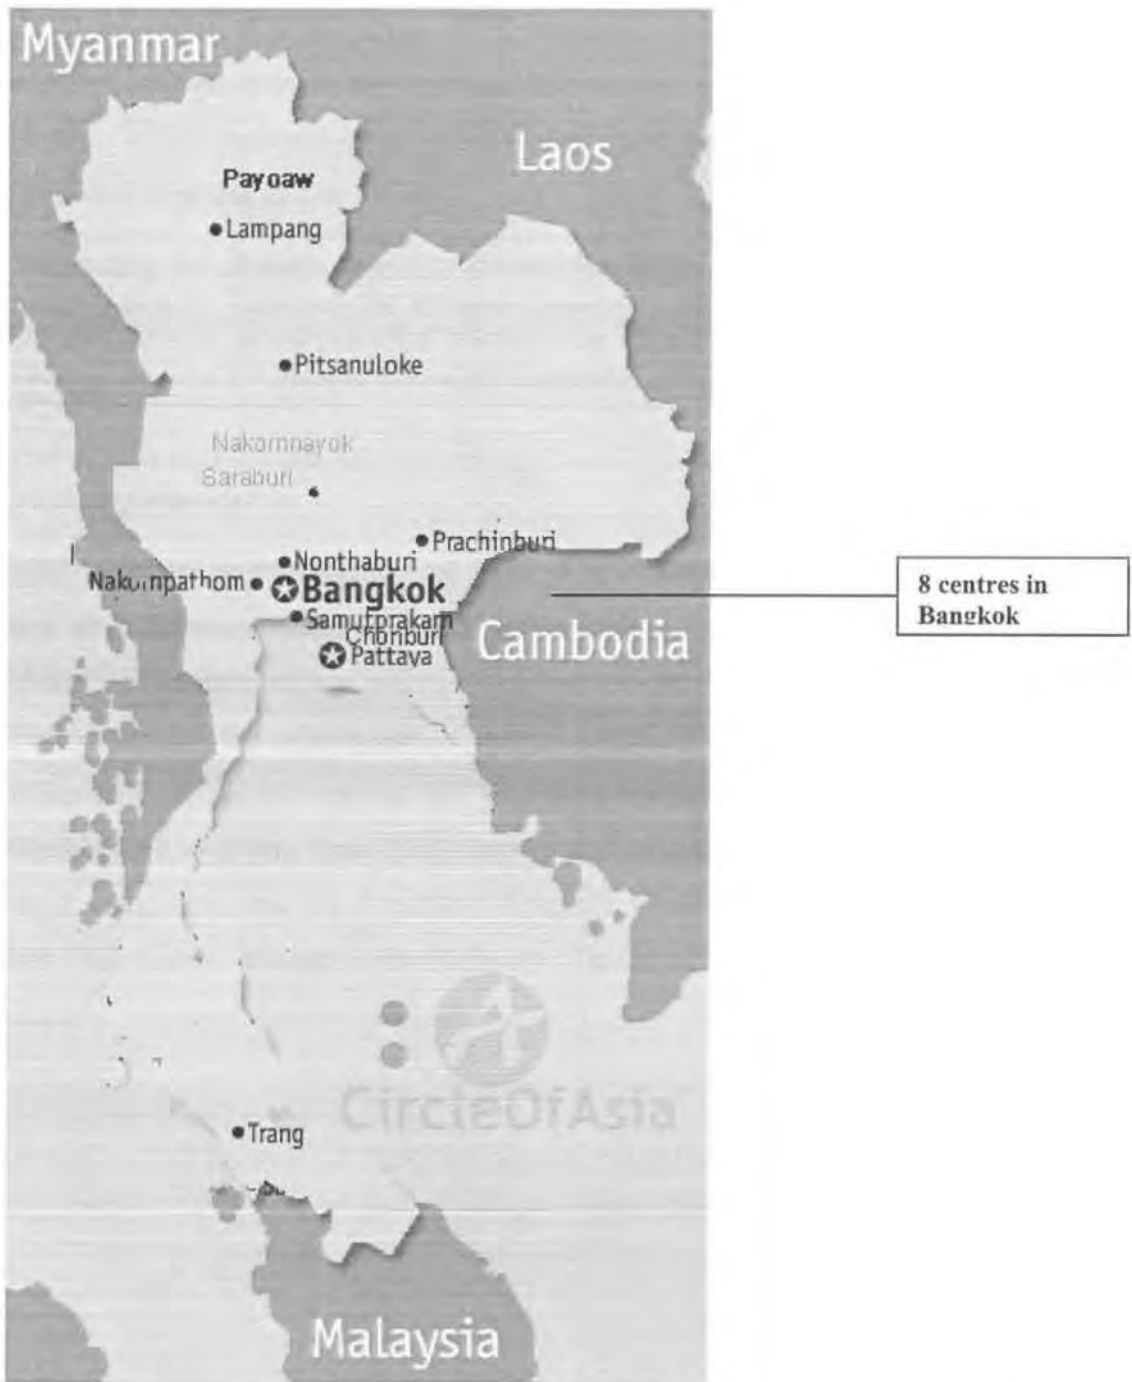 Myanmar
Laos
Payoaw
Lampang
Pitsanuloke
Nakornnayok
Saraburi
Prachinburi
Nonthaburi
Nakornpathom
Bangkok
8 centres in
Bangkok
Samutprakarn
Chonburi
Cambodia
Pattaya
CircleOfAsia
Trang
Malaysia